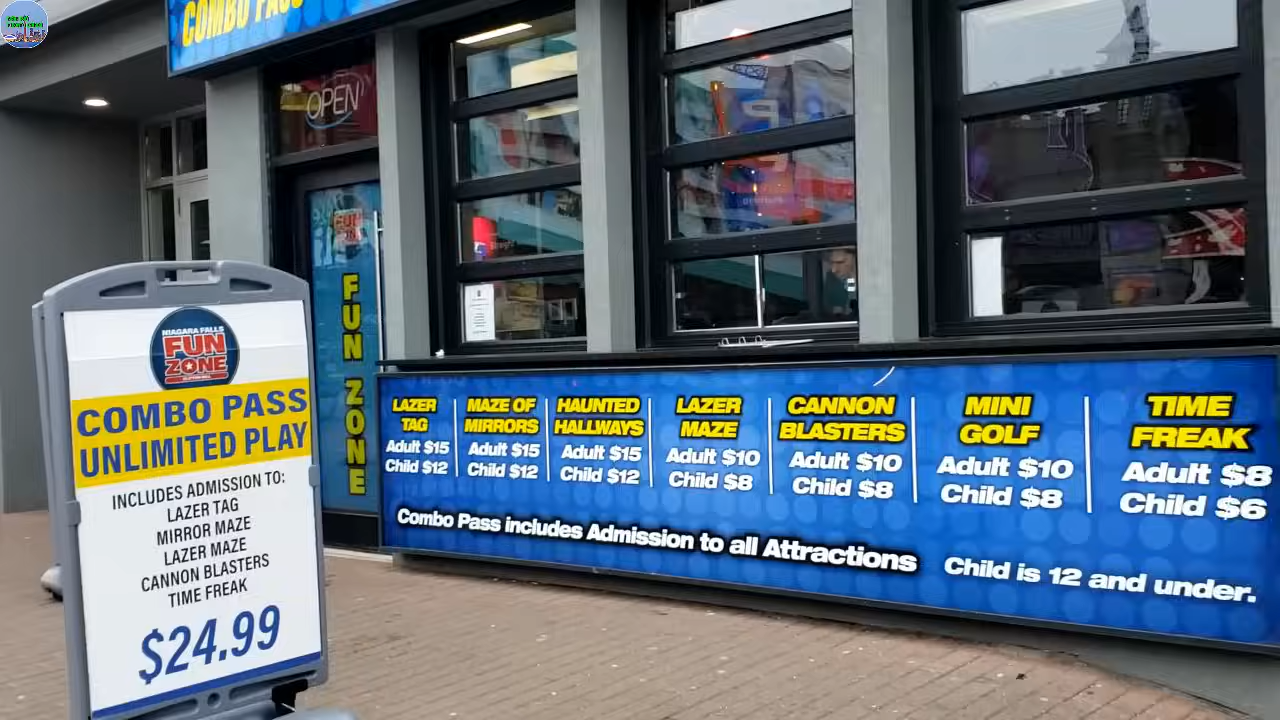 COMBO PASS
OPEN
FUN ZONE
NIAGARA FALLS
FUN
ZONE
COMBO PASS
UNLIMITED PLAY
INCLUDES ADMISSION TO:
LAZER TAG
MIRROR MAZE
LAZER MAZE
CANNON BLASTERS
TIME FREAK
$24.99
LAZER
TAG
Adult $15
Child $12
MAZE OF
MIRRORS
Adult $15
Child $12
HAUNTED
HALLWAYS
Adult $15
Child $12
LAZER
MAZE
Adult $10
Child $8
CANNON
BLASTERS
Adult $10
Child $8
MINI
GOLF
Adult $10
Child $8
TIME
FREAK
Adult $8
Child $6
Combo Pass includes Admission to all Attractions
Child is 12 and under.